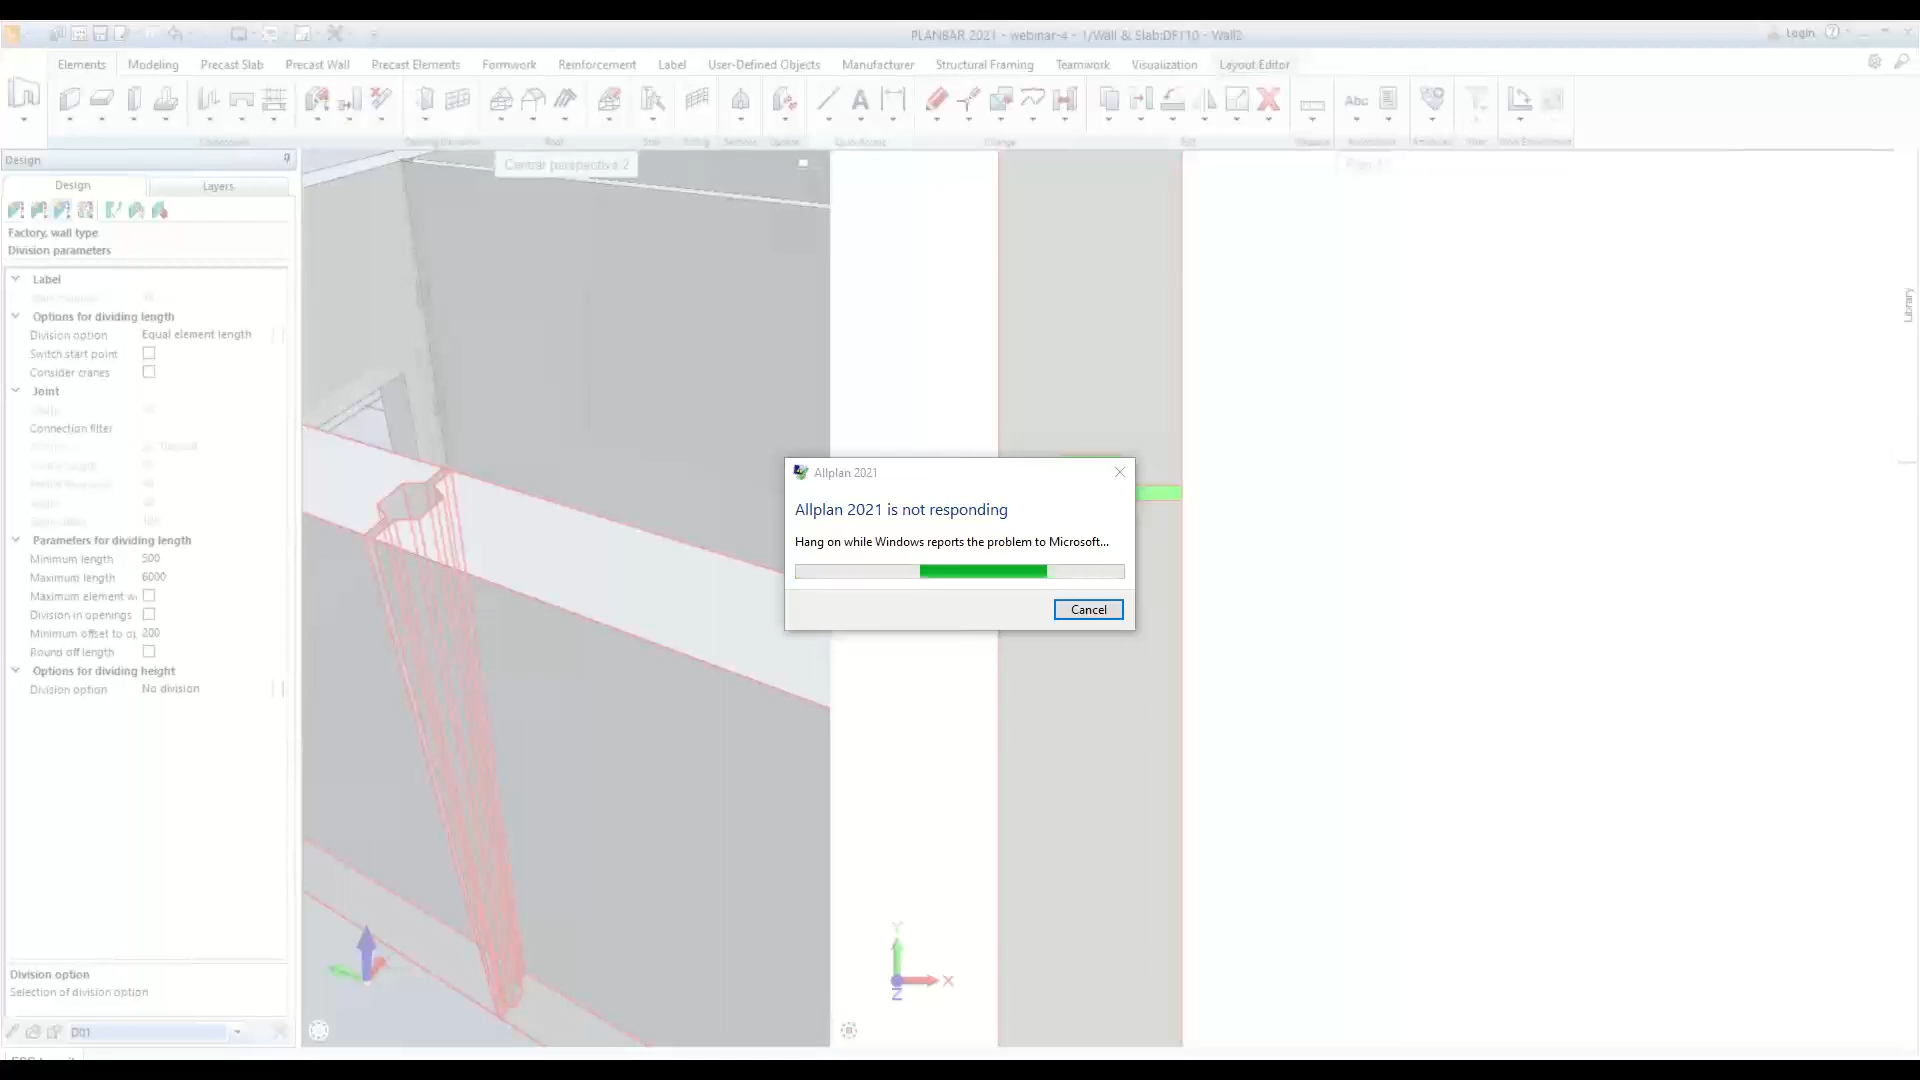 PLANBAR 2021 - webinar-4 - 1/Wall & Slab:DF110 - Wall2
Login
Elements Modeling Precast Slab Precast Wall Precast Elements Formwork Reinforcement Label User-Defined Objects Manufacturer Structural Framing Teamwork Visualization Layout Editor
Abc
Change
Edit
Design
Central perspective 2
Design Layers
Factory, wall type
Division parameters
Label
Options for dividing length
Division option Equal element length
Switch start point
Consider cranes
Joint
Connection filter
Parameters for dividing length
Minimum length 500
Maximum length 6000
Maximum element w
Division in openings
Minimum offset to op 200
Round off length
Options for dividing height
Division option No division
Division option
Selection of division option
D01
Library
Allplan 2021
Allplan 2021 is not responding
Hang on while Windows reports the problem to Microsoft...
Cancel
Y
X
Z